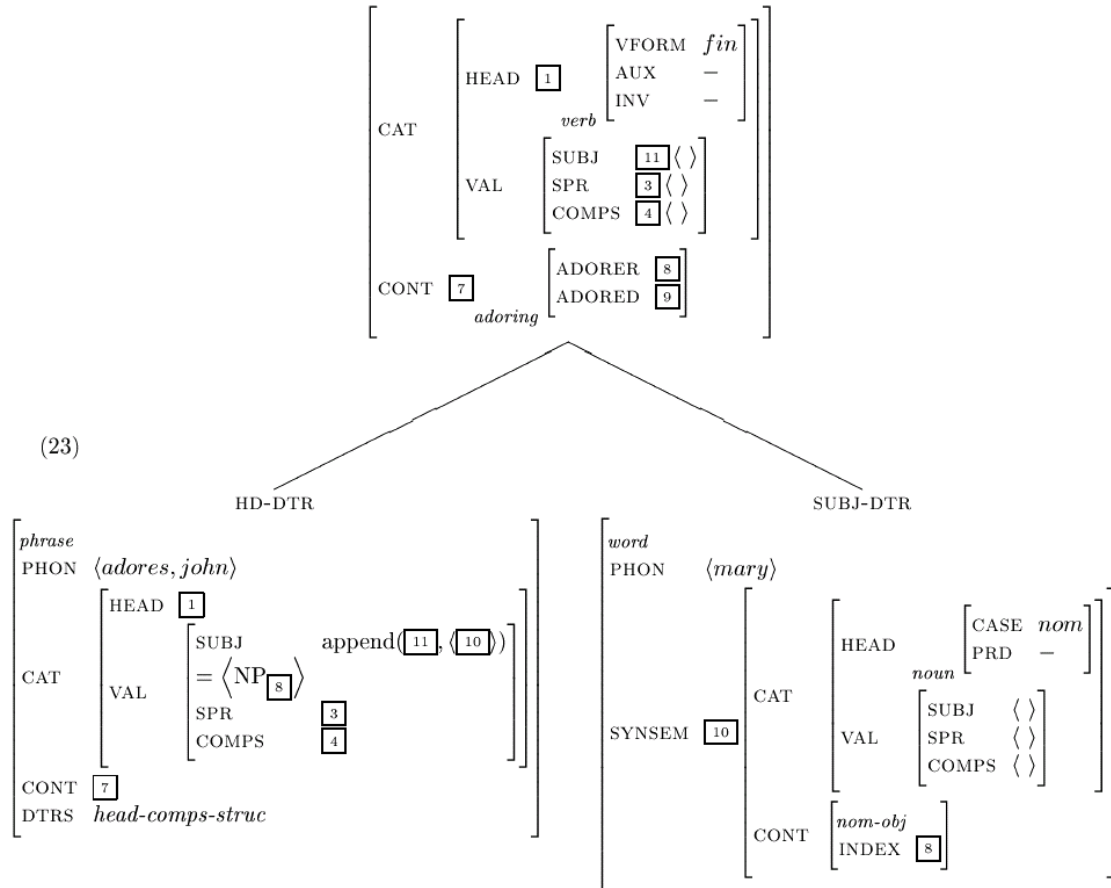 VFORM fin
HEAD 1 AUX −
INV −
verb
CAT
SUBJ 11 ⟨ ⟩
VAL SPR 3 ⟨ ⟩
COMPS 4 ⟨ ⟩
ADORER 8
CONT 7 ADORED 9
adoring
(23)
HD-DTR
phrase
PHON ⟨adores, john⟩
HEAD 1
SUBJ append(11, ⟨10⟩)
CAT VAL = ⟨NP8⟩
SPR 3
COMPS 4
CONT 7
DTRS head-comps-struc
SUBJ-DTR
word
PHON ⟨mary⟩
CASE nom
HEAD PRD −
noun
CAT
SUBJ ⟨ ⟩
SYNSEM 10 VAL SPR ⟨ ⟩
COMPS ⟨ ⟩
nom-obj
CONT INDEX 8